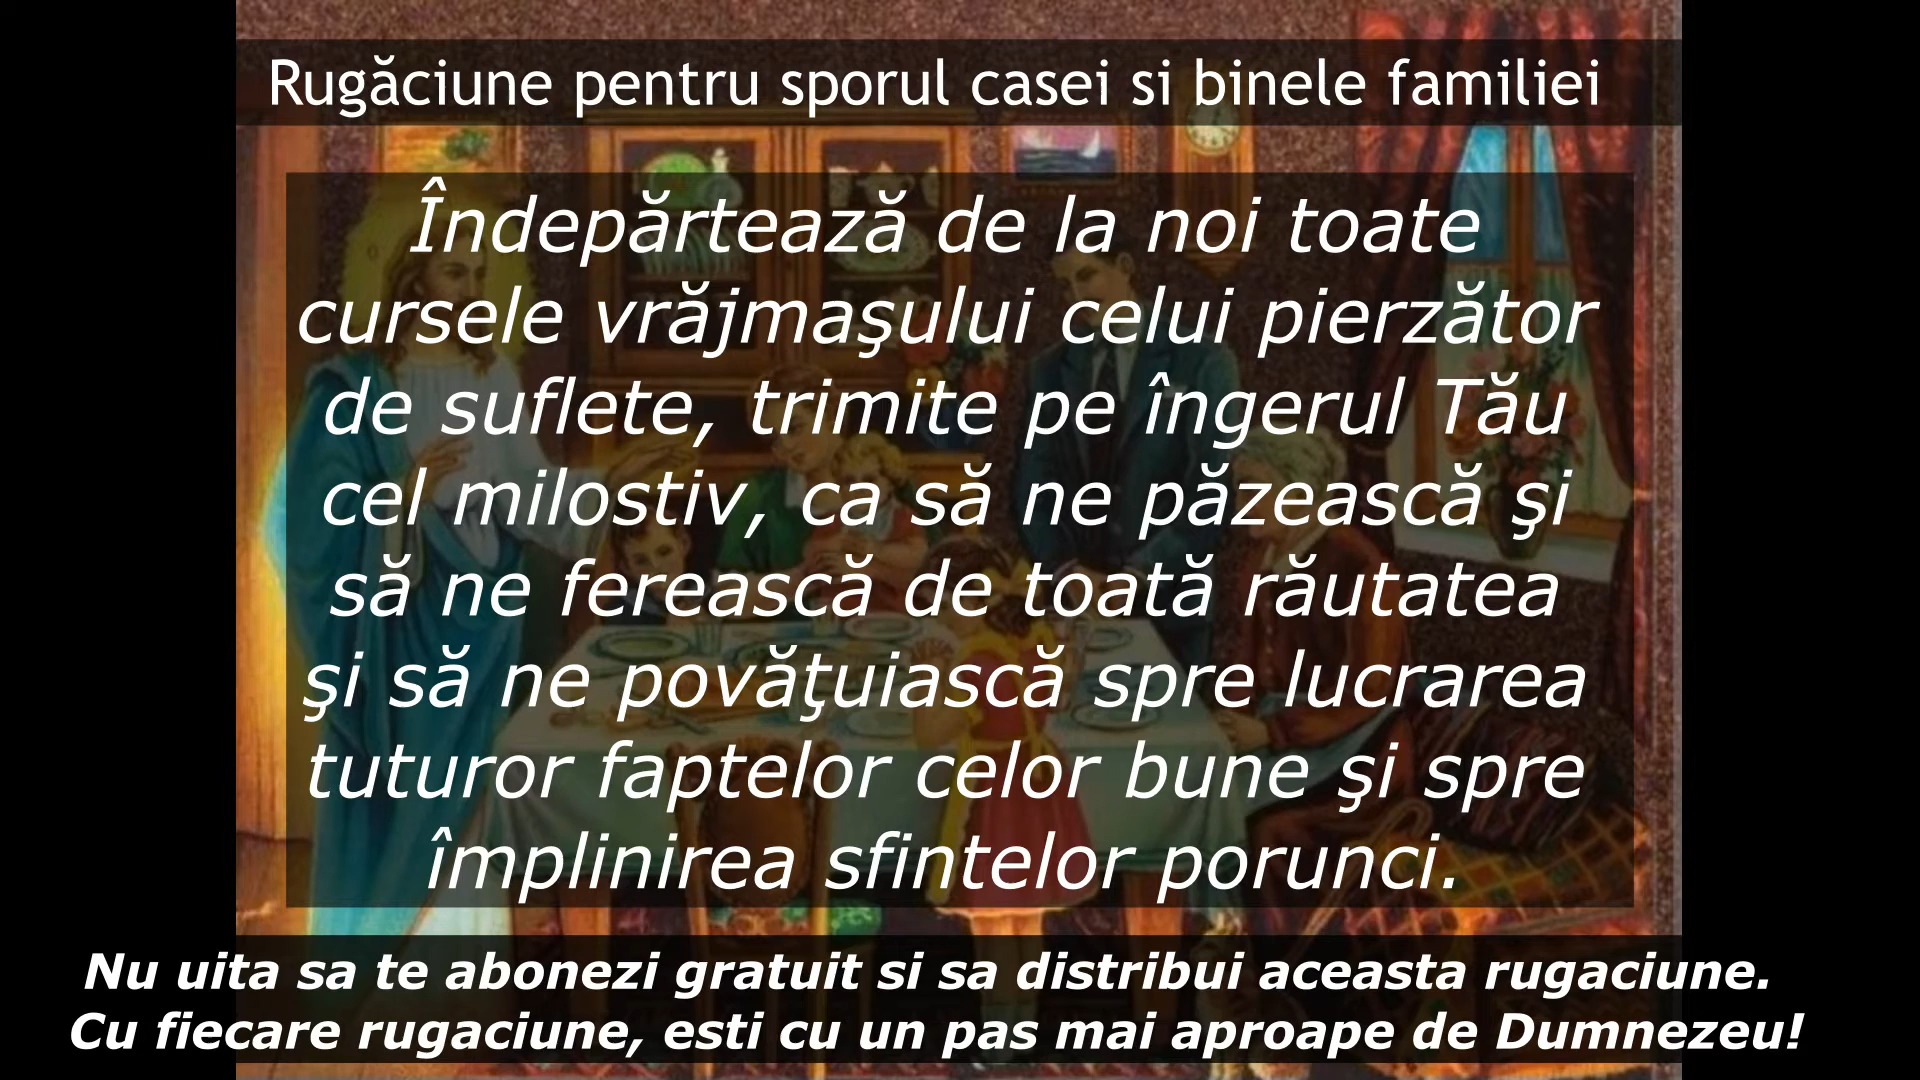 Rugăciune pentru sporul casei si binele familiei
Îndepărtează de la noi toate
cursele vrăjmaşului celui pierzător
de suflete, trimite pe îngerul Tău
cel milostiv, ca să ne păzească şi
să ne ferească de toată răutatea
şi să ne povăţuiască spre lucrarea
tuturor faptelor celor bune şi spre
împlinirea sfintelor porunci.
Nu uita sa te abonezi gratuit si sa distribui aceasta rugaciune.
Cu fiecare rugaciune, esti cu un pas mai aproape de Dumnezeu!